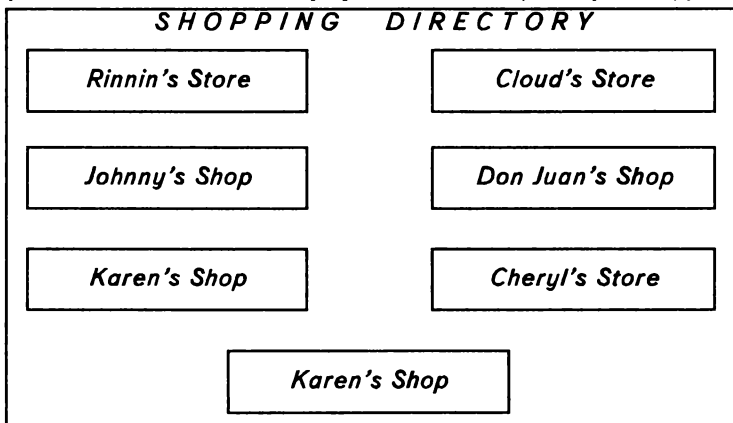 SHOPPING DIRECTORY
Rinnin's Store
Cloud's Store
Johnny's Shop
Don Juan's Shop
Karen's Shop
Cheryl's Store
Karen's Shop